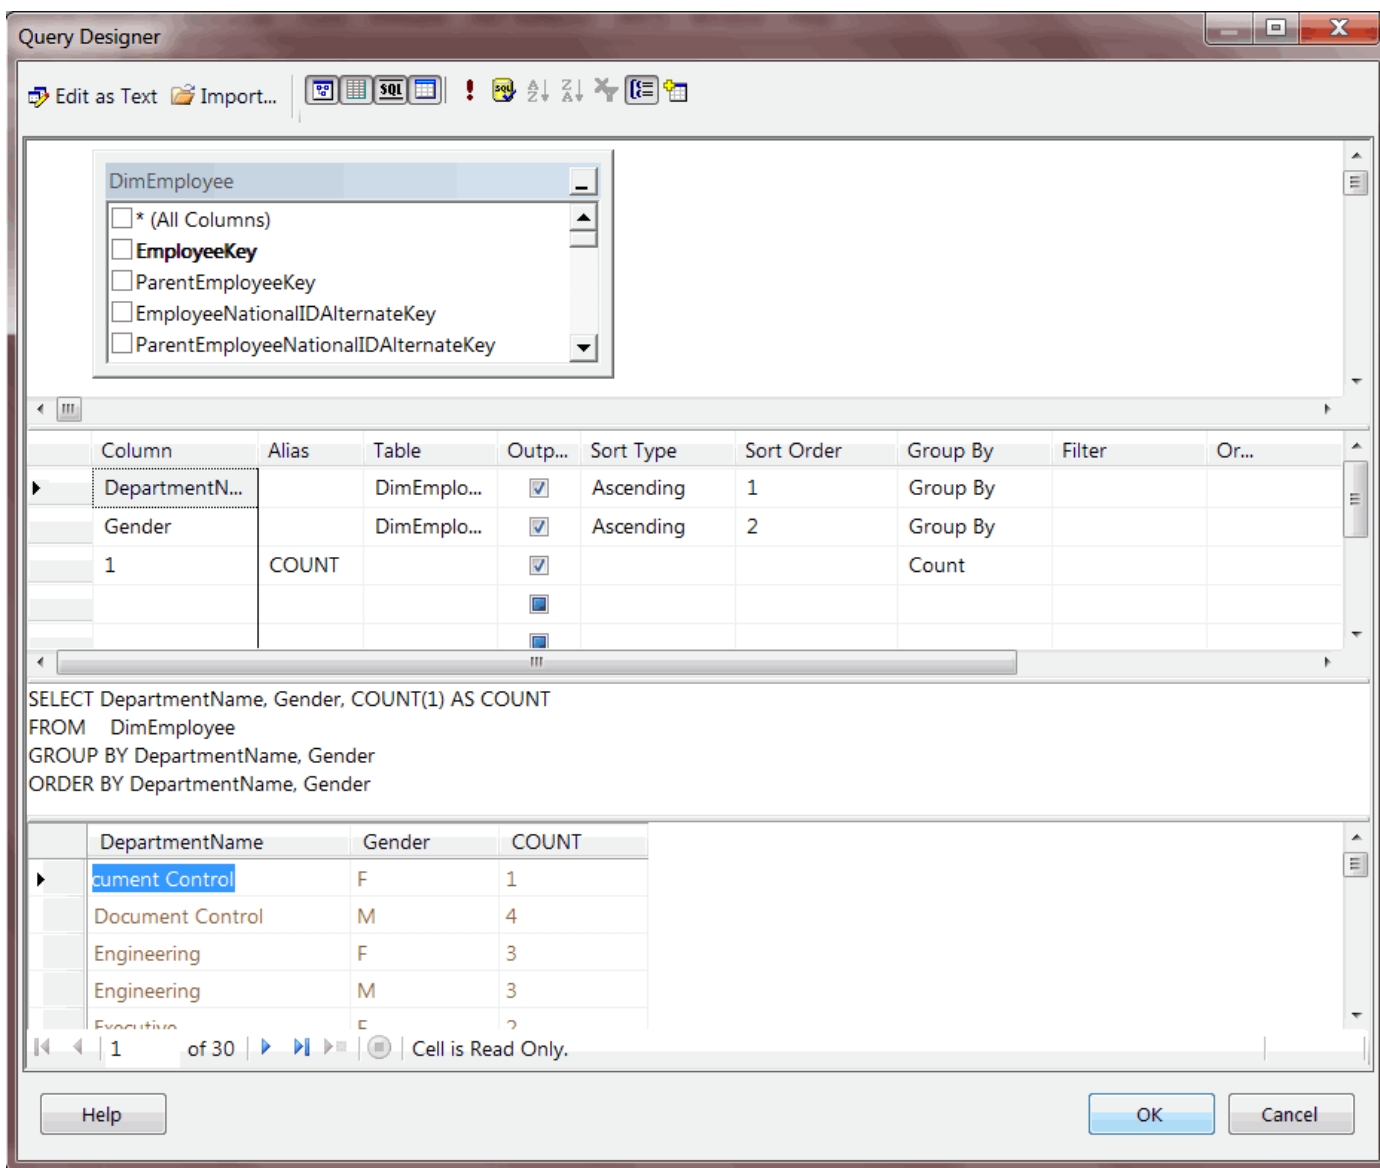 Query Designer
Edit as Text Import... SQL SQL A Z Z A
DimEmployee
* (All Columns)
EmployeeKey
ParentEmployeeKey
EmployeeNationalIDAlternateKey
ParentEmployeeNationalIDAlternateKey
Column Alias Table Outp... Sort Type Sort Order Group By Filter Or...
DepartmentN... DimEmplo... Ascending 1 Group By
Gender DimEmplo... Ascending 2 Group By
1 COUNT Count
SELECT DepartmentName, Gender, COUNT(1) AS COUNT
FROM DimEmployee
GROUP BY DepartmentName, Gender
ORDER BY DepartmentName, Gender
DepartmentName Gender COUNT
cument Control F 1
Document Control M 4
Engineering F 3
Engineering M 3
Executive F 2
1 of 30 Cell is Read Only.
Help OK Cancel